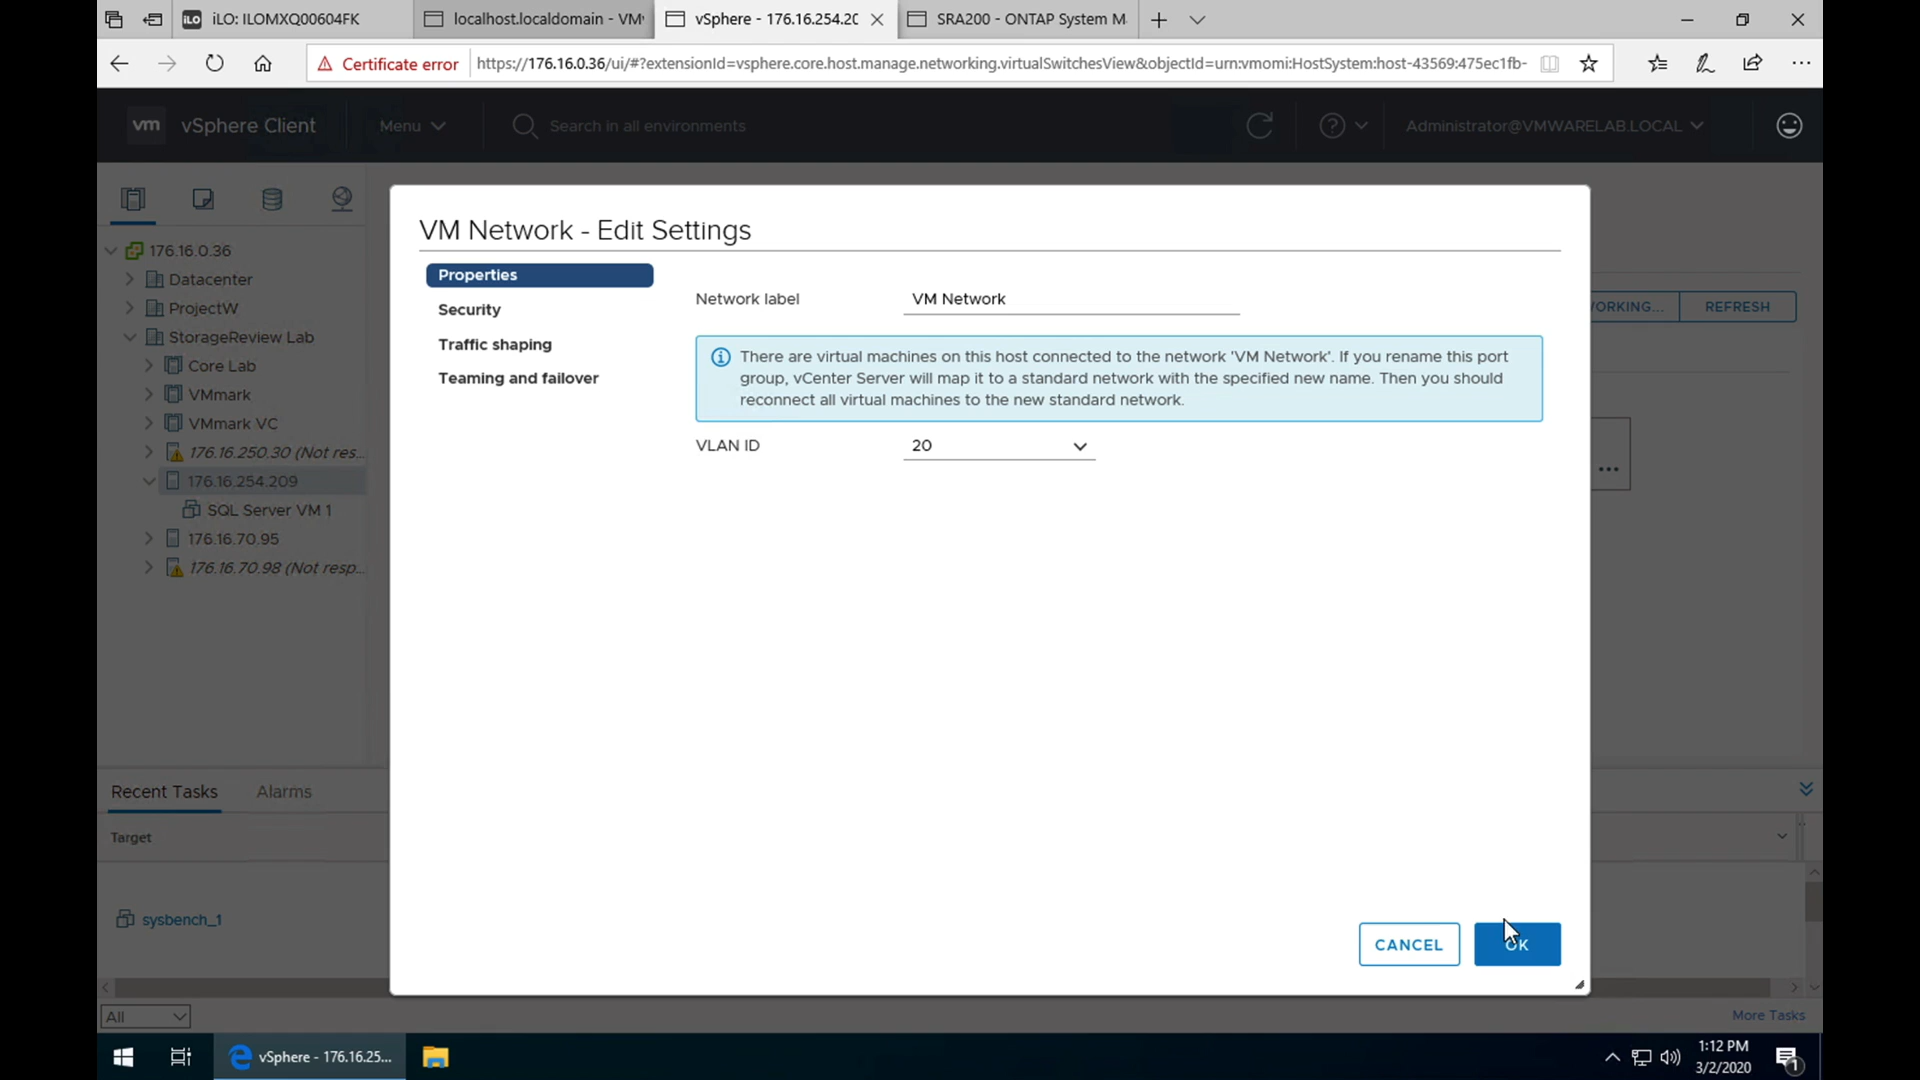 iLO
iLO: ILOMXQ00604FK
localhost.localdomain - VM
vSphere - 176.16.254.20
SRA200 - ONTAP System M
Certificate error
https://176.16.0.36/ui/#?extensionId=vsphere.core.host.manage.networking.virtualSwitchesView&objectId=urn:vmomi:HostSystem:host-43569:475ec1fb-
vm
vSphere Client
Menu
Search in all environments
Administrator@VMWARELAB.LOCAL
176.16.0.36
Datacenter
ProjectW
StorageReview Lab
Core Lab
VMmark
VMmark VC
176.16.250.30 (Not res...
176.16.254.209
SQL Server VM 1
176.16.70.95
176.16.70.98 (Not resp...
ORKING...
REFRESH
VM Network - Edit Settings
Properties
Security
Traffic shaping
Teaming and failover
Network label
VM Network
There are virtual machines on this host connected to the network 'VM Network'. If you rename this port
group, vCenter Server will map it to a standard network with the specified new name. Then you should
reconnect all virtual machines to the new standard network.
VLAN ID
20
...
CANCEL
OK
Recent Tasks
Alarms
Target
sysbench_1
All
More Tasks
vSphere - 176.16.25...
1:12 PM
3/2/2020
1